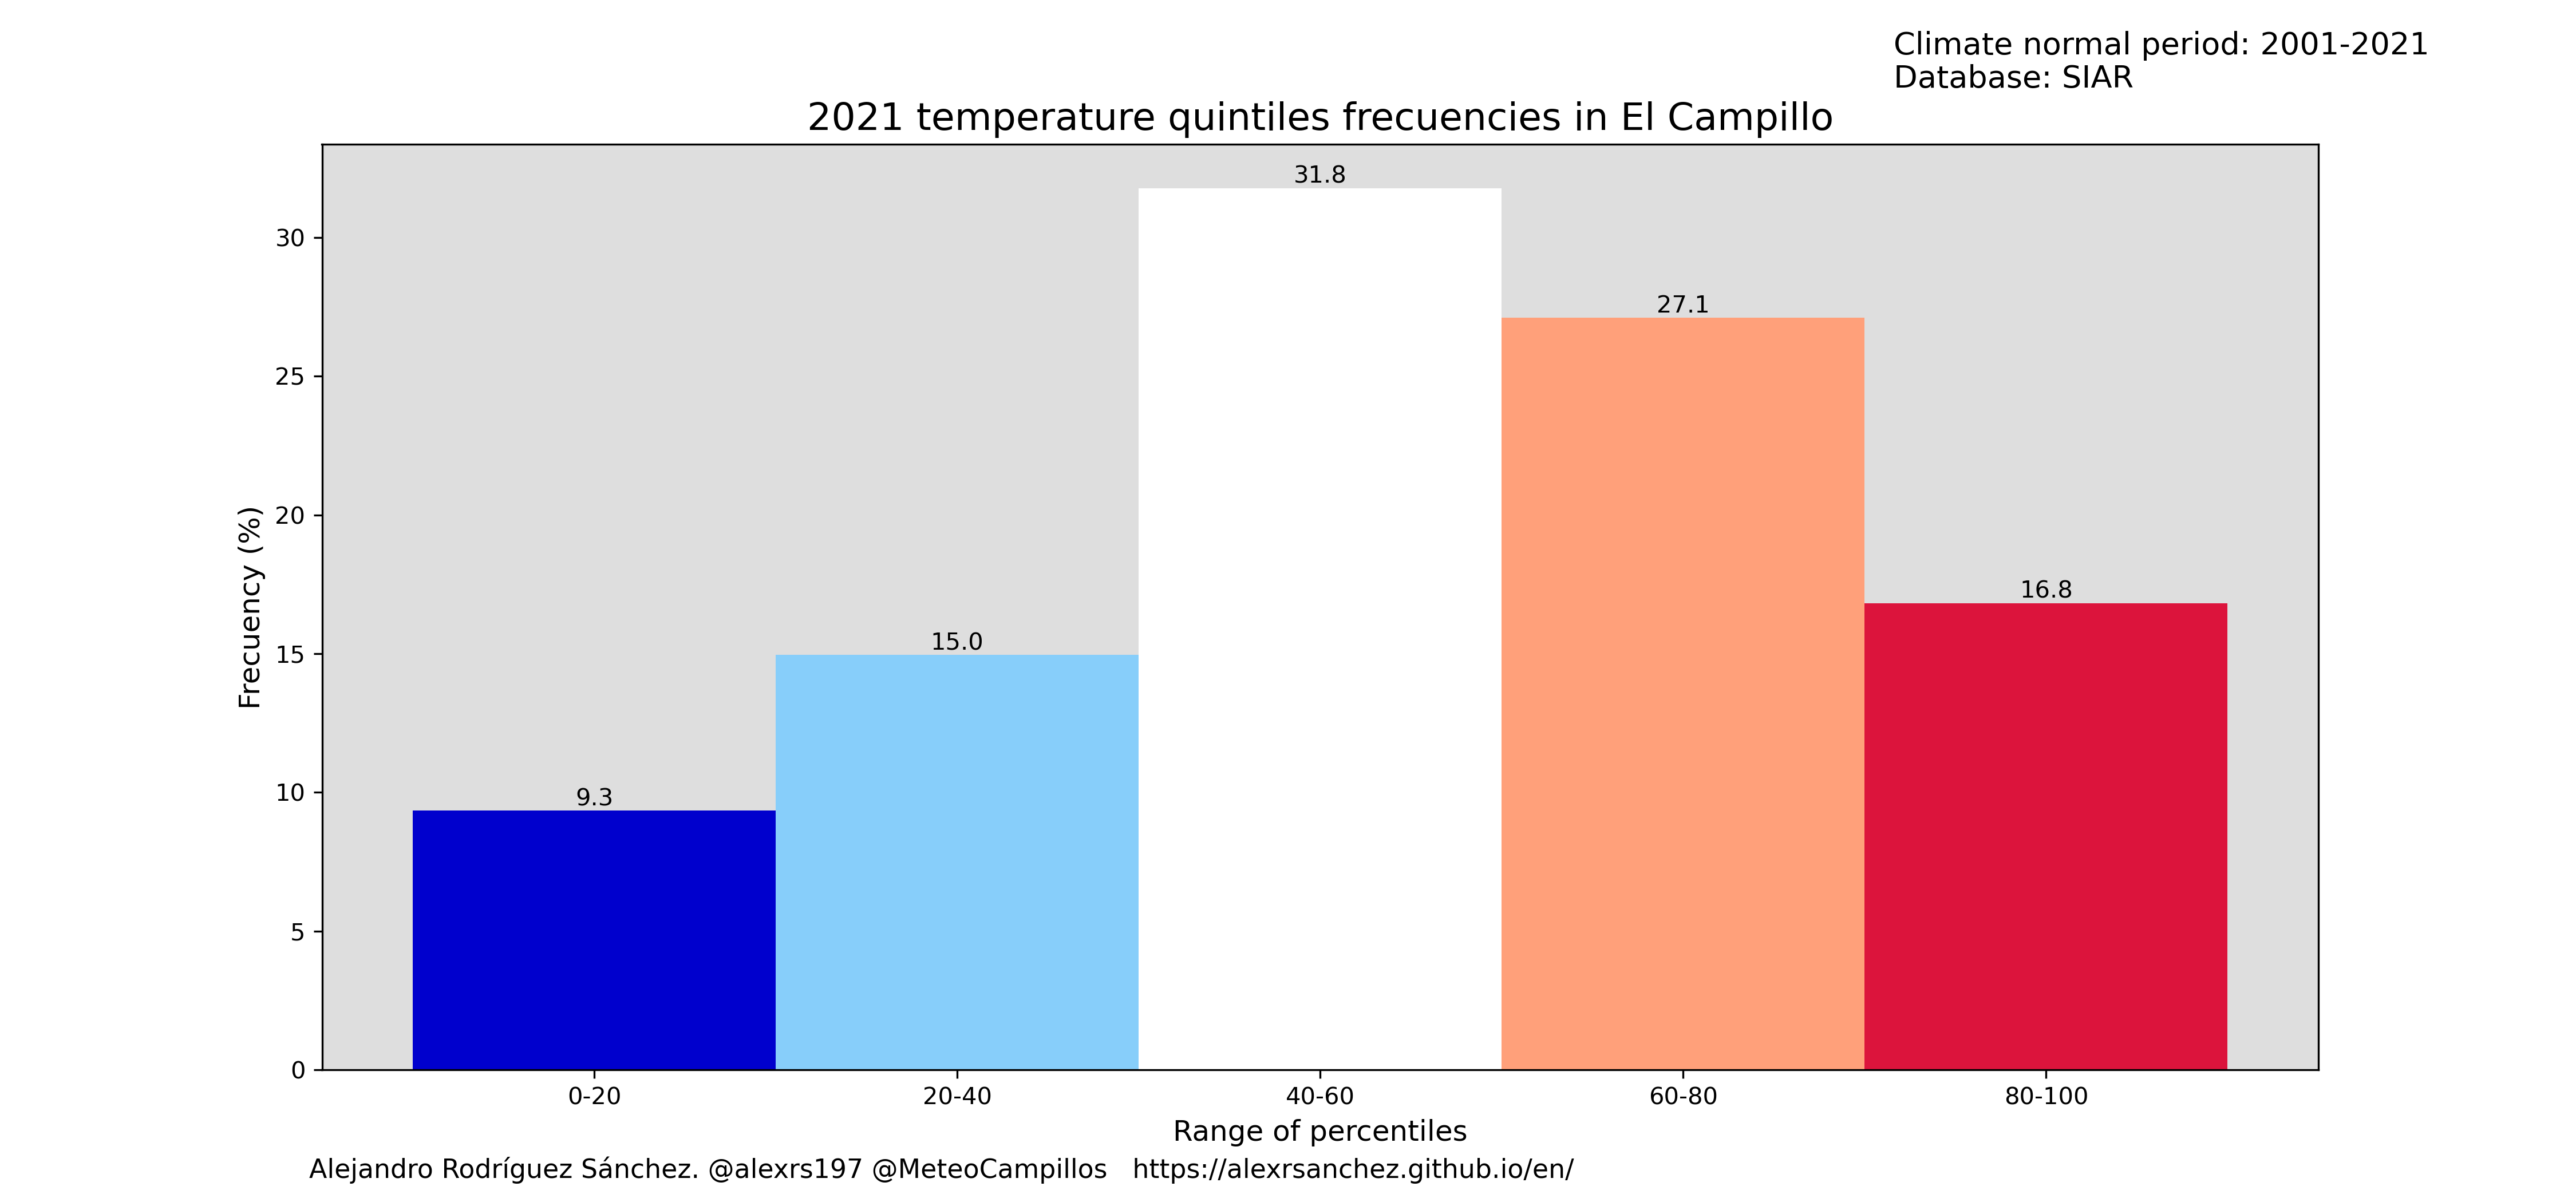 Climate normal period: 2001-2021
Database: SIAR
2021 temperature quintiles frecuencies in El Campillo
Frecuency (%)
30
25
20
15
10
5
0
9.3
15.0
31.8
27.1
16.8
0-20
20-40
40-60
60-80
80-100
Range of percentiles
Alejandro Rodríguez Sánchez. @alexrs197 @MeteoCampillos https://alexrsanchez.github.io/en/